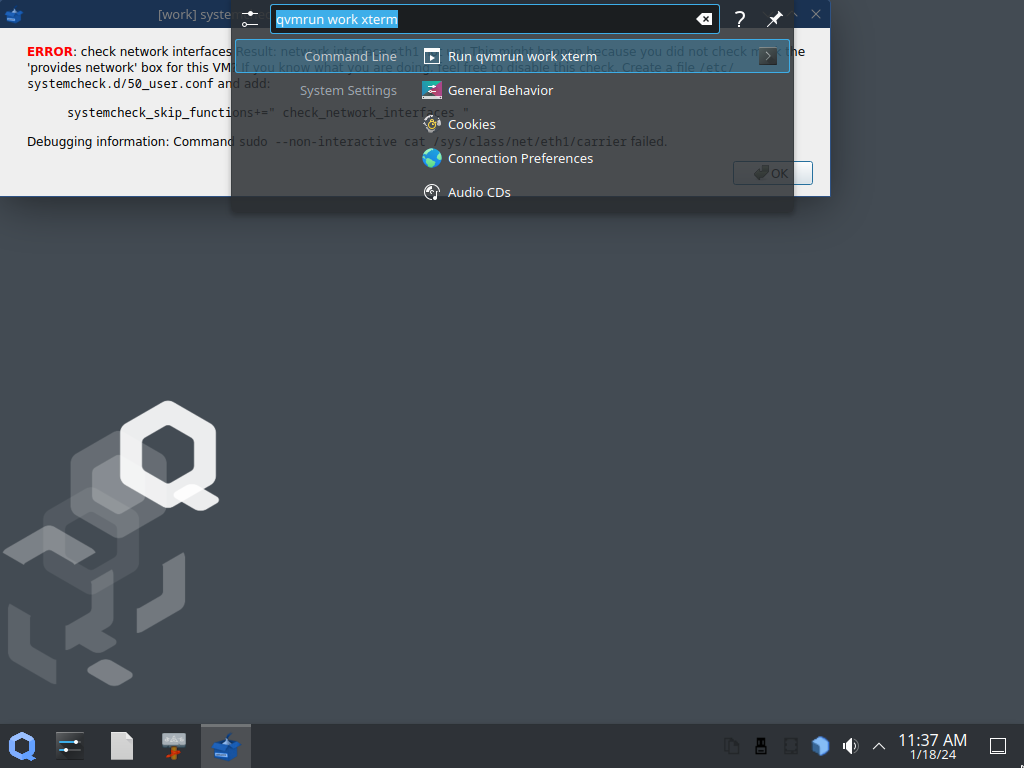 [work] syste
qvmrun work xterm
?
Command Line Run qvmrun work xterm
System Settings General Behavior
Cookies
Connection Preferences
Audio CDs
ERROR: check network interfaces Result: network interface eth1 This might happen because you did not check the
'provides network' box for this VM. If you know what you are doing, feel free to disable this check. Create a file /etc/
systemcheck.d/50_user.conf and add:
systemcheck_skip_functions+=" check_network_interfaces "
Debugging information: Command sudo --non-interactive cat /sys/class/net/eth1/carrier failed.
OK
11:37 AM
1/18/24